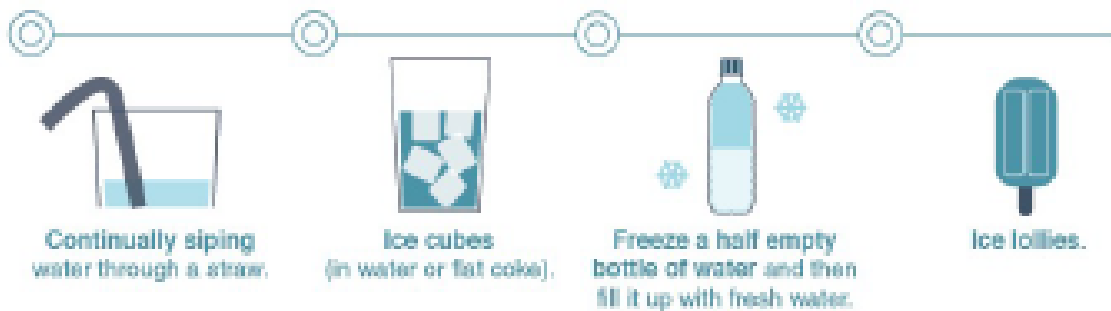 Continually siping
water through a straw.
Ice cubes
(in water or flat coke).
Freeze a half empty
bottle of water and then
fill it up with fresh water.
Ice lollies.